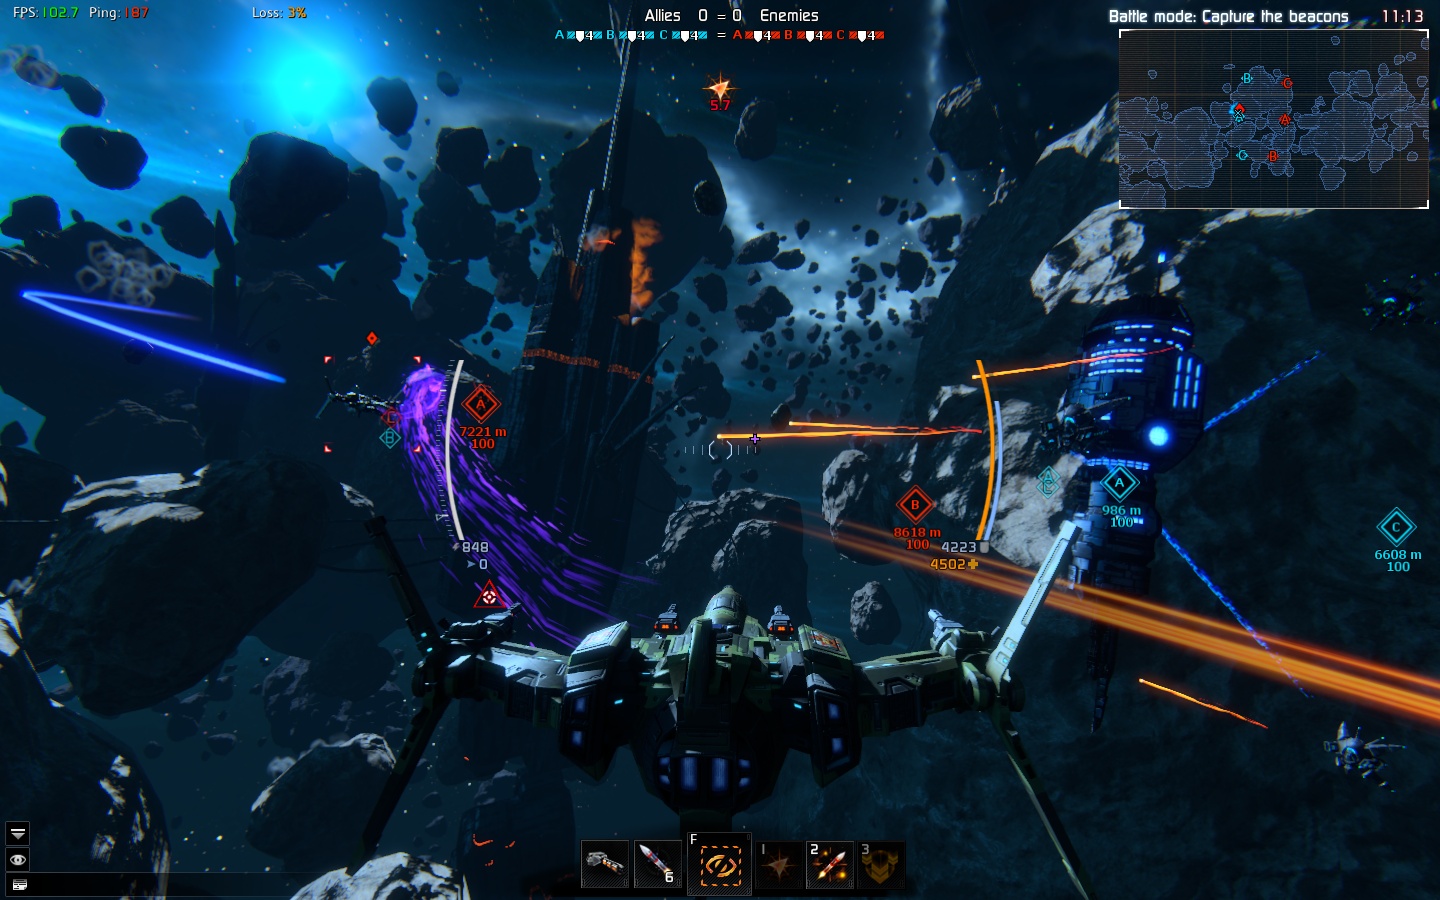 FPS:102.7 Ping:187 Loss: 3%
Allies 0 = 0 Enemies
A 4 B 4 C 4 = A 4 B 4 C 4
Battle mode: Capture the beacons 11:13
B
C
A
C
B
5.7
A
7221 m
100
B
B
8618 m
100
A
986 m
100
C
6608 m
100
848
0
4223
4502
6
F
1
2
3